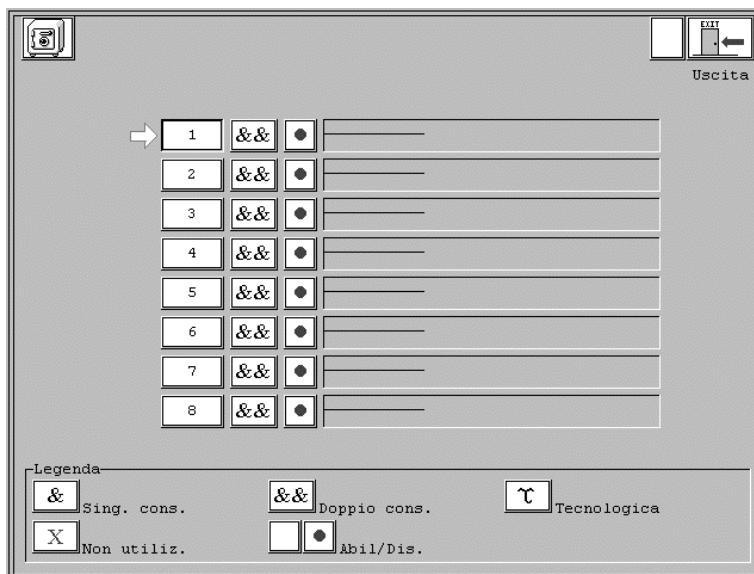 EXIT
Uscita
1 &&
2 &&
3 &&
4 &&
5 &&
6 &&
7 &&
8 &&
Legenda
& Sing. cons. && Doppio cons. τ Tecnologica
X Non utiliz. Abil/Dis.